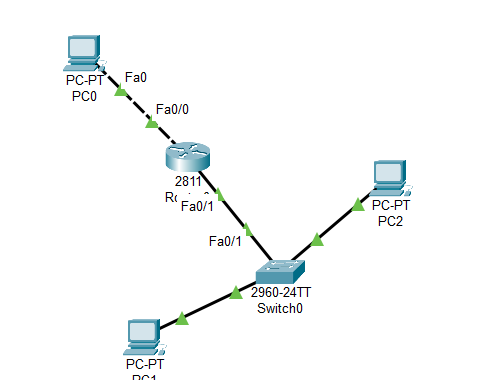 PC-PT
PC0
Fa0
Fa0/0
2811
Fa0/1
Fa0/1
PC-PT
PC2
2960-24TT
Switch0
PC-PT
PC1